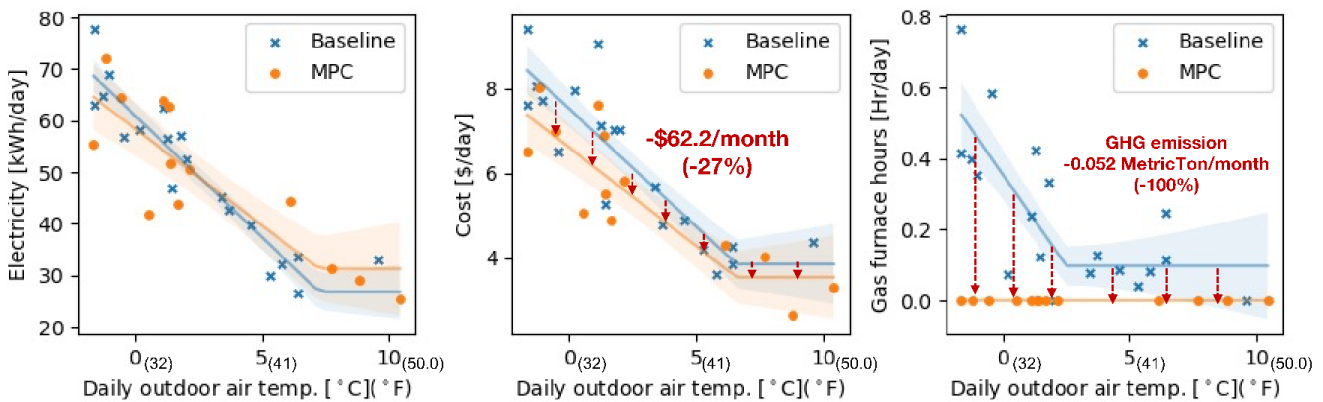 80
70
60
50
40
30
20
Electricity [kWh/day]
Baseline
MPC
0(32)
5(41)
10(50.0)
Daily outdoor air temp. [°C](°F)
8
6
4
Cost [$/day]
Baseline
MPC
-$62.2/month
(-27%)
0(32)
5(41)
10(50.0)
Daily outdoor air temp. [°C](°F)
0.8
0.6
0.4
0.2
0.0
Gas furnace hours [Hr/day]
Baseline
MPC
GHG emission
-0.052 MetricTon/month
(-100%)
0(32)
5(41)
10(50.0)
Daily outdoor air temp. [°C](°F)